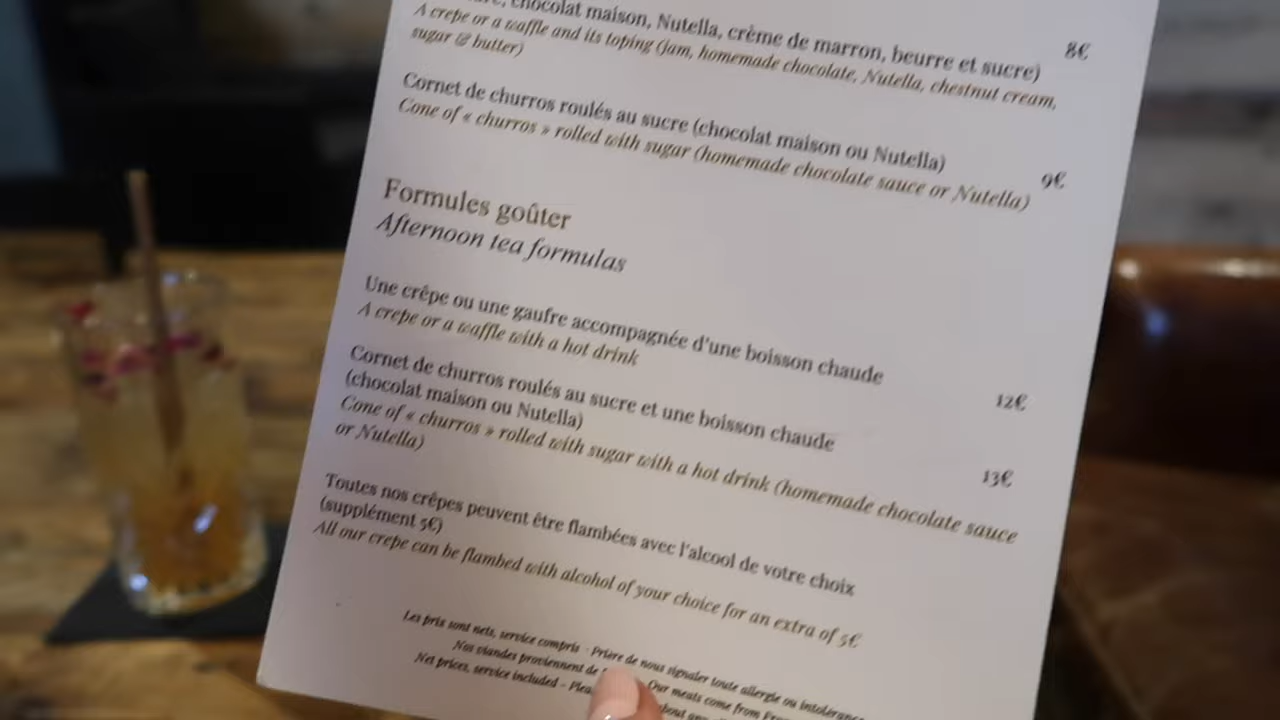 chocolat maison, Nutella, crème de marron, beurre et sucre) 8€
A crepe or a waffle and its toping (jam, homemade chocolate, Nutella, chestnut cream,
sugar & butter)
Cornet de churros roulés au sucre (chocolat maison ou Nutella) 9€
Cone of « churros » rolled with sugar (homemade chocolate sauce or Nutella)
Formules goûter
Afternoon tea formulas
Une crêpe ou une gaufre accompagnée d'une boisson chaude 12€
A crepe or a waffle with a hot drink
Cornet de churros roulés au sucre et une boisson chaude 13€
(chocolat maison ou Nutella)
Cone of « churros » rolled with sugar with a hot drink (homemade chocolate sauce
or Nutella)
Toutes nos crêpes peuvent être flambées avec l'alcool de votre choix
(supplément 5€)
All our crepe can be flambed with alcohol of your choice for an extra of 5€
Les prix sont nets, service compris - Prière de nous signaler toute allergie ou intolérance
Nos viandes proviennent de Our meats come from
Net prices, service included - about